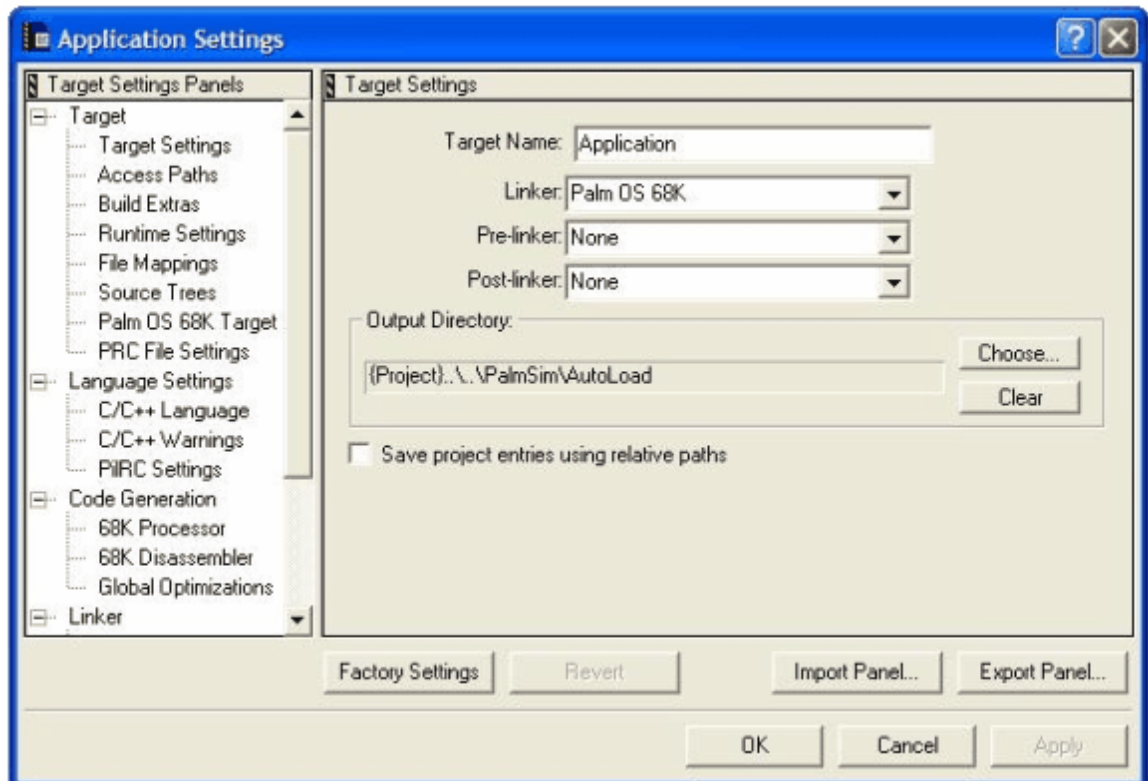 Application Settings
Target Settings Panels
Target
Target Settings
Access Paths
Build Extras
Runtime Settings
File Mappings
Source Trees
Palm OS 68K Target
PRC File Settings
Language Settings
C/C++ Language
C/C++ Warnings
PilRC Settings
Code Generation
68K Processor
68K Disassembler
Global Optimizations
Linker
Target Settings
Target Name: Application
Linker: Palm OS 68K
Pre-linker: None
Post-linker: None
Output Directory:
{Project}..\..\PalmSim\AutoLoad
Choose...
Clear
Save project entries using relative paths
Factory Settings Revert Import Panel... Export Panel...
OK Cancel Apply